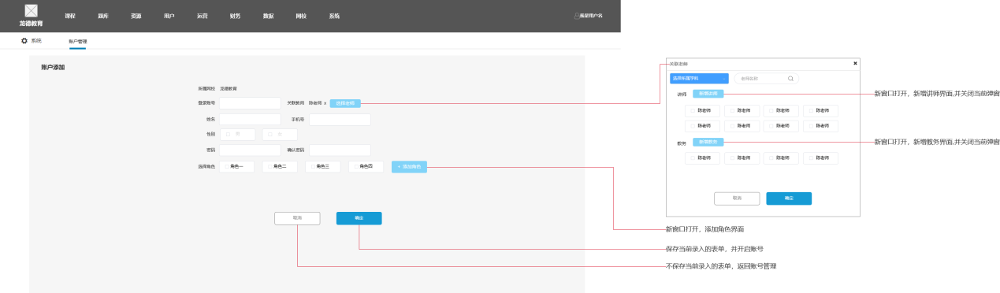 龙德教育 课程 题库 资源 用户 运营 财务 数据 网校 系统 我是用户名
系统 账户管理
账户添加
所属网校 龙德教育
登录账号 关联教师 陈老师 x 选择老师
姓名 手机号
性别 男 女
密码 确认密码
选择角色 角色一 角色二 角色三 角色四 + 添加角色
取消 确定
关联老师 ×
选择所属学科 老师名称
讲师 新增讲师
陈老师 陈老师 陈老师 陈老师
陈老师 陈老师 陈老师 陈老师
教务 新增教务
陈老师 陈老师 陈老师 陈老师
取消 确定
新窗口打开，新增讲师界面,并关闭当前弹窗
新窗口打开，新增教务界面,并关闭当前弹窗
新窗口打开，添加角色界面
保存当前录入的表单，并开启账号
不保存当前录入的表单，返回账号管理